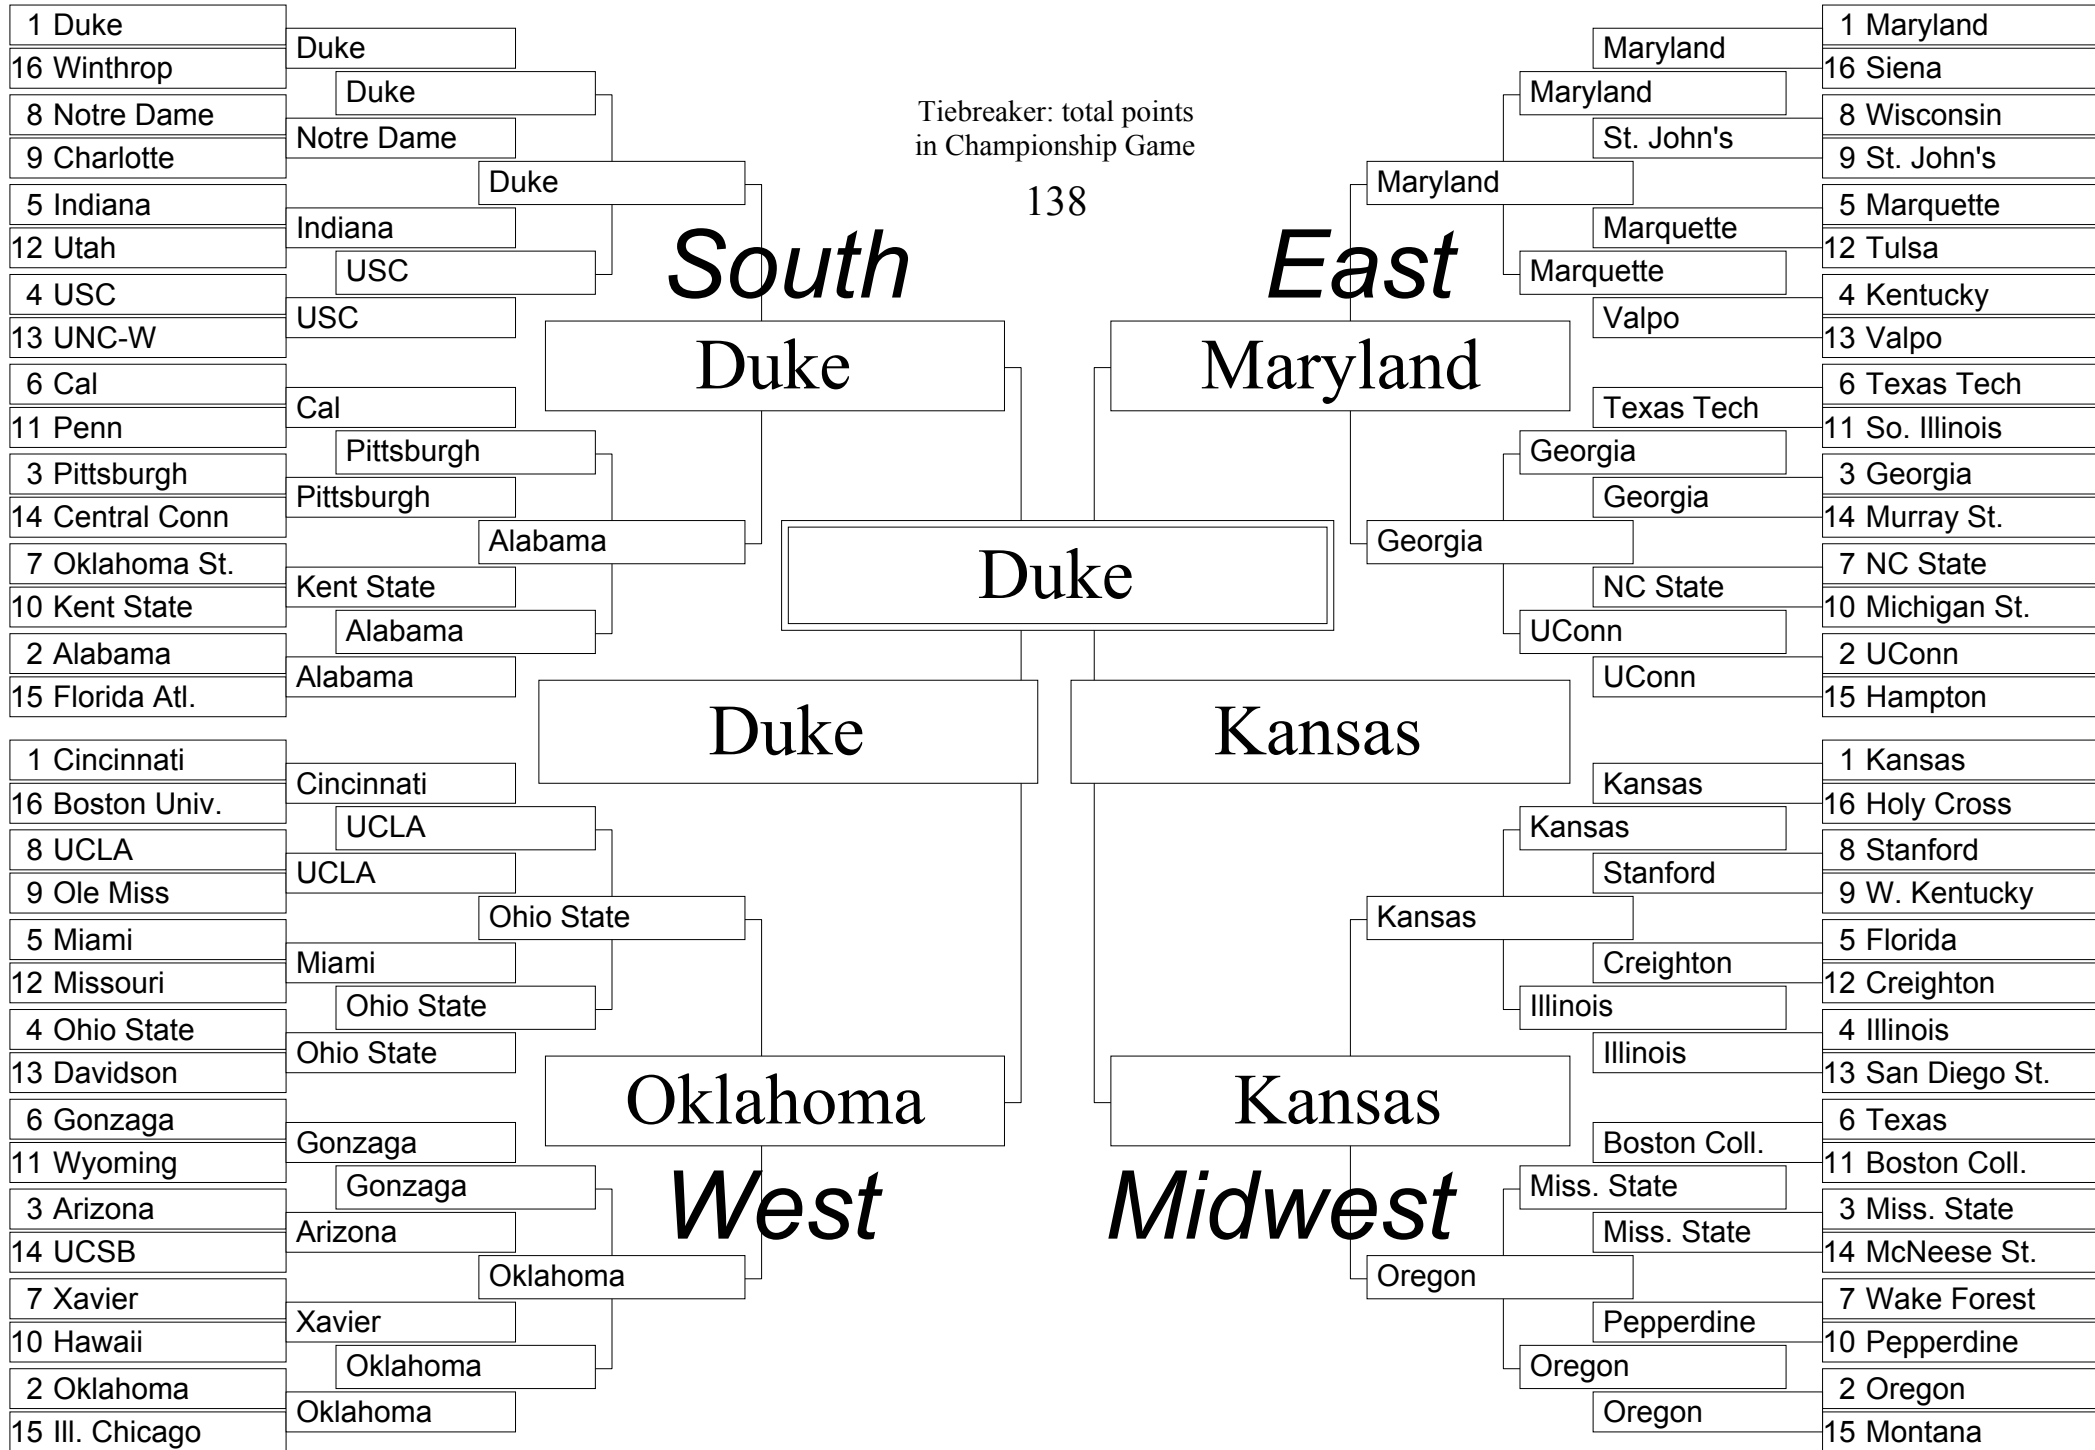 1 Duke
16 Winthrop
8 Notre Dame
9 Charlotte
5 Indiana
12 Utah
4 USC
13 UNC-W
6 Cal
11 Penn
3 Pittsburgh
14 Central Conn
7 Oklahoma St.
10 Kent State
2 Alabama
15 Florida Atl.
Duke
Notre Dame
Indiana
USC
Cal
Pittsburgh
Kent State
Alabama
Duke
USC
Pittsburgh
Alabama
Duke
Alabama
South
Duke
1 Cincinnati
16 Boston Univ.
8 UCLA
9 Ole Miss
5 Miami
12 Missouri
4 Ohio State
13 Davidson
6 Gonzaga
11 Wyoming
3 Arizona
14 UCSB
7 Xavier
10 Hawaii
2 Oklahoma
15 Ill. Chicago
Cincinnati
UCLA
Miami
Ohio State
Gonzaga
Arizona
Xavier
Oklahoma
UCLA
Ohio State
Gonzaga
Oklahoma
Ohio State
Oklahoma
Oklahoma
West
Tiebreaker: total points
in Championship Game
138
Duke
Duke
Kansas
East
Maryland
Maryland
Georgia
Maryland
Marquette
Georgia
UConn
Maryland
St. John's
Marquette
Valpo
Texas Tech
Georgia
NC State
UConn
1 Maryland
16 Siena
8 Wisconsin
9 St. John's
5 Marquette
12 Tulsa
4 Kentucky
13 Valpo
6 Texas Tech
11 So. Illinois
3 Georgia
14 Murray St.
7 NC State
10 Michigan St.
2 UConn
15 Hampton
Kansas
Midwest
Kansas
Oregon
Kansas
Illinois
Miss. State
Oregon
Kansas
Stanford
Creighton
Illinois
Boston Coll.
Miss. State
Pepperdine
Oregon
1 Kansas
16 Holy Cross
8 Stanford
9 W. Kentucky
5 Florida
12 Creighton
4 Illinois
13 San Diego St.
6 Texas
11 Boston Coll.
3 Miss. State
14 McNeese St.
7 Wake Forest
10 Pepperdine
2 Oregon
15 Montana